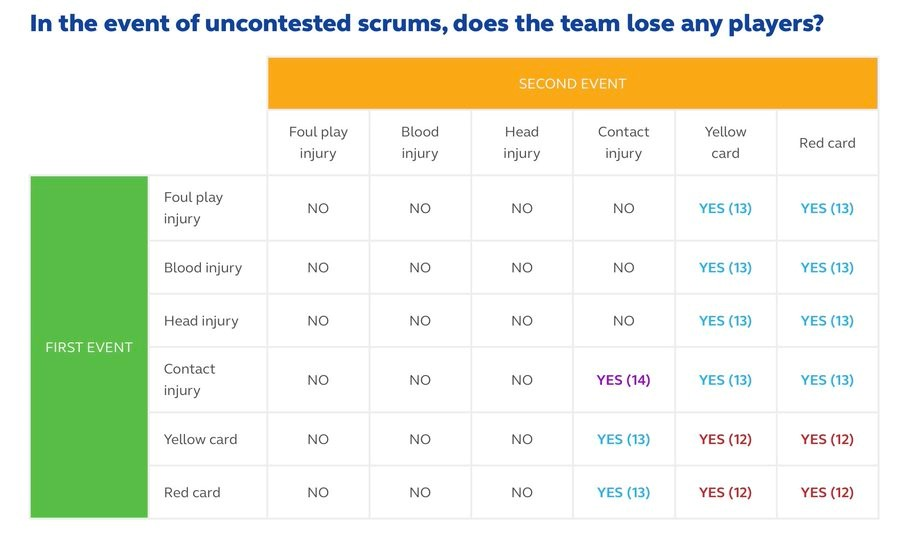 In the event of uncontested scrums, does the team lose any players?
SECOND EVENT
Foul play injury Blood injury Head injury Contact injury Yellow card Red card
FIRST EVENT
Foul play injury NO NO NO NO YES (13) YES (13)
Blood injury NO NO NO NO YES (13) YES (13)
Head injury NO NO NO NO YES (13) YES (13)
Contact injury NO NO NO YES (14) YES (13) YES (13)
Yellow card NO NO NO YES (13) YES (12) YES (12)
Red card NO NO NO YES (13) YES (12) YES (12)